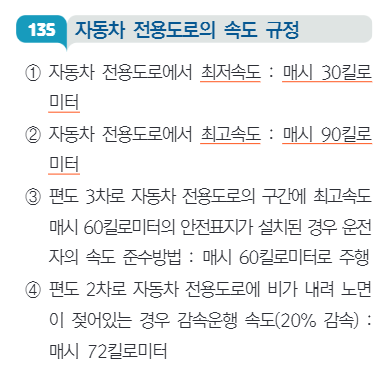 135 자동차 전용도로의 속도 규정
① 자동차 전용도로에서 최저속도 : 매시 30킬로
미터
② 자동차 전용도로에서 최고속도 : 매시 90킬로
미터
③ 편도 3차로 자동차 전용도로의 구간에 최고속도
매시 60킬로미터의 안전표지가 설치된 경우 운전
자의 속도 준수방법 : 매시 60킬로미터로 주행
④ 편도 2차로 자동차 전용도로에 비가 내려 노면
이 젖어있는 경우 감속운행 속도(20% 감속) :
매시 72킬로미터